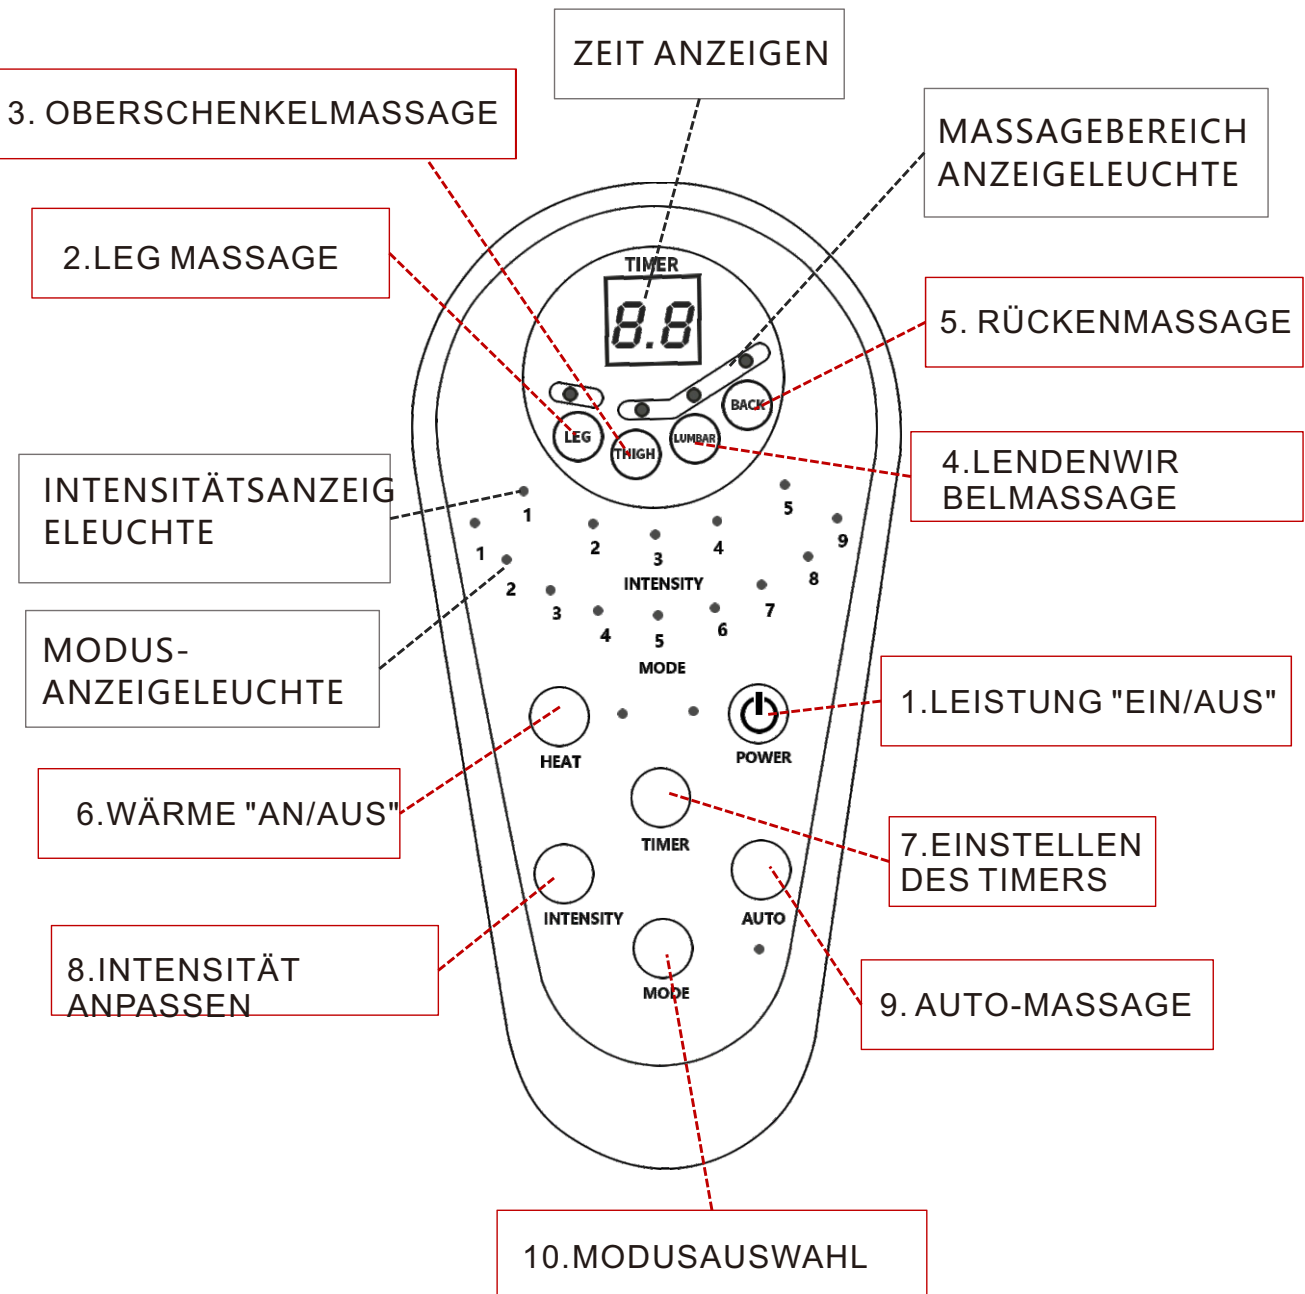 ZEIT ANZEIGEN
3. OBERSCHENKELMASSAGE
MASSAGEBEREICH
ANZEIGELEUCHTE
2.LEG MASSAGE
TIMER
8.8
5. RÜCKENMASSAGE
BACK
LEG
THIGH
LUMBAR
4.LENDENWIR
BELMASSAGE
INTENSITÄTSANZEIG
ELEUCHTE
1 2 3 4 5
INTENSITY
1 2 3 4 5 6 7 8 9
MODE
MODUS-
ANZEIGELEUCHTE
1.LEISTUNG "EIN/AUS"
HEAT
POWER
6.WÄRME "AN/AUS"
TIMER
7.EINSTELLEN
DES TIMERS
INTENSITY
AUTO
8.INTENSITÄT
ANPASSEN
MODE
9. AUTO-MASSAGE
10.MODUSAUSWAHL